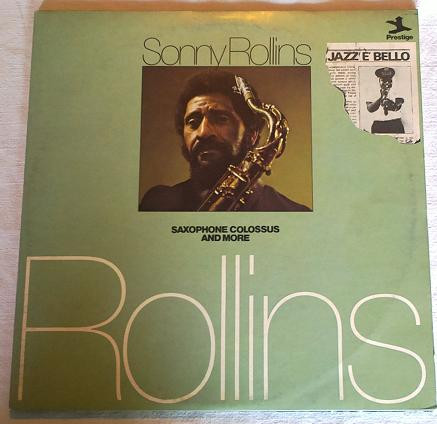 Prestige
Sonny Rollins
JAZZ È BELLO
SAXOPHONE COLOSSUS
AND MORE
Rollins